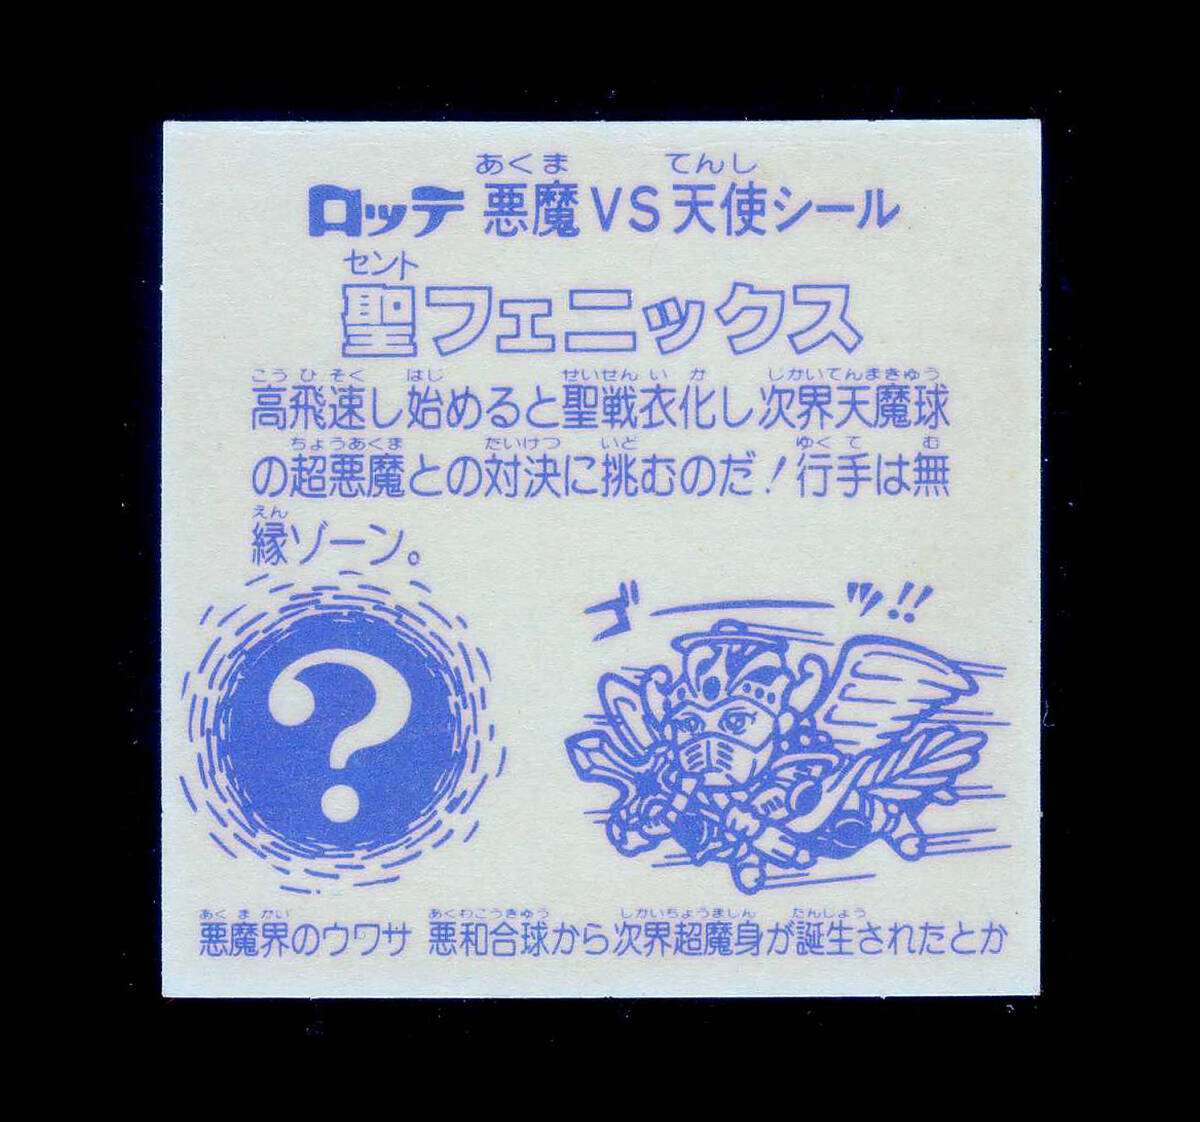 あくま てんし
ロッテ 悪魔VS天使シール
セント
聖フェニックス
こうひそく はじ せいせんいか じかいてんまきゅう
高飛速し始めると聖戦衣化し次界天魔球
ちょうあくま たいけつ いど ゆくて む
の超悪魔との対決に挑むのだ！行手は無
えん
縁ゾーン。
ゴーッ!!
?
あくまかい あくわこうきゅう しかいちょうましん たんじょう
悪魔界のウワサ 悪和合球から次界超魔身が誕生されたとか